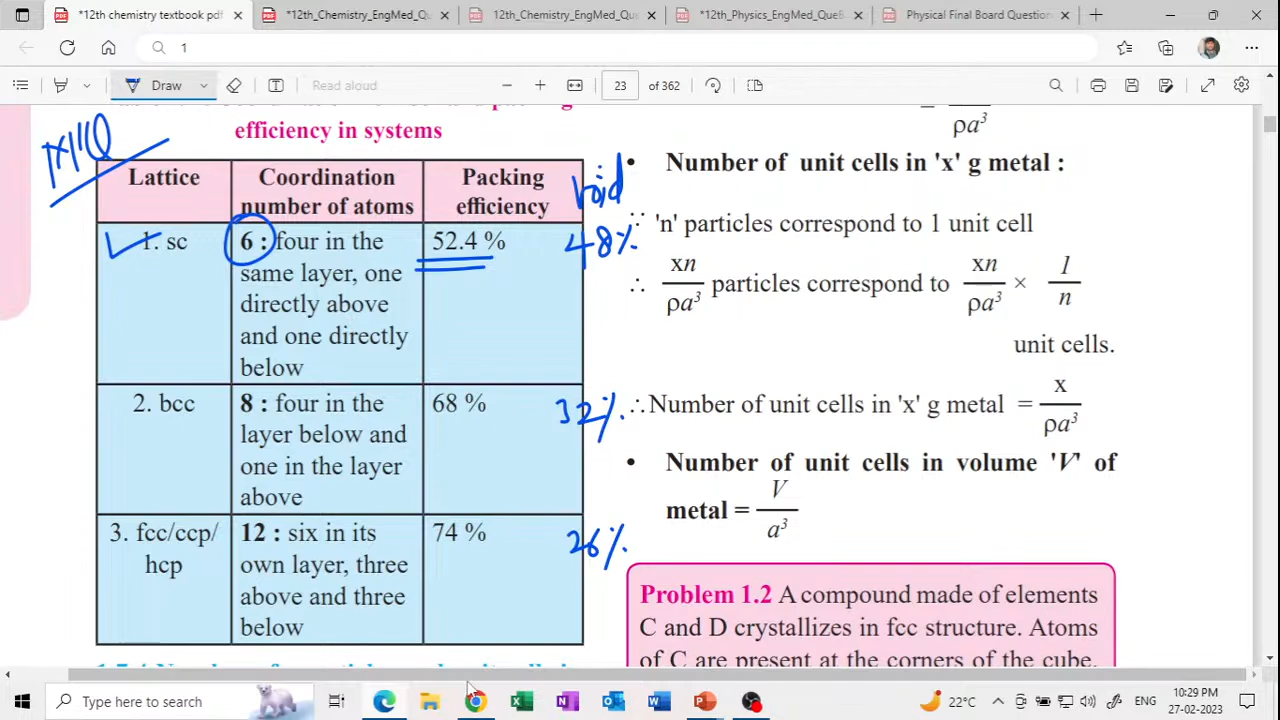 *12th chemistry textbook pdf
*12th_Chemistry_EngMed_Qu
12th_Chemistry_EngMed_Que
*12th_Physics_EngMed_QueB
Physical Final Board Question
1
Draw
Read aloud
23
of 362
efficiency in systems
MCQ
Lattice
Coordination number of atoms
Packing efficiency
void
1. sc
6 : four in the
same layer, one
directly above
and one directly
below
52.4 %
48%
2. bcc
8 : four in the
layer below and
one in the layer
above
68 %
32%
3. fcc/ccp/
hcp
12 : six in its
own layer, three
above and three
below
74 %
26%
= ρa³
• Number of unit cells in 'x' g metal :
∵ 'n' particles correspond to 1 unit cell
∴ xn/ρa³ particles correspond to xn/ρa³ × 1/n
unit cells.
∴Number of unit cells in 'x' g metal = x/ρa³
• Number of unit cells in volume 'V' of
metal = V/a³
Problem 1.2 A compound made of elements
C and D crystallizes in fcc structure. Atoms
of C are present at the corners of the cube.
Type here to search
22°C
ENG
10:29 PM
27-02-2023